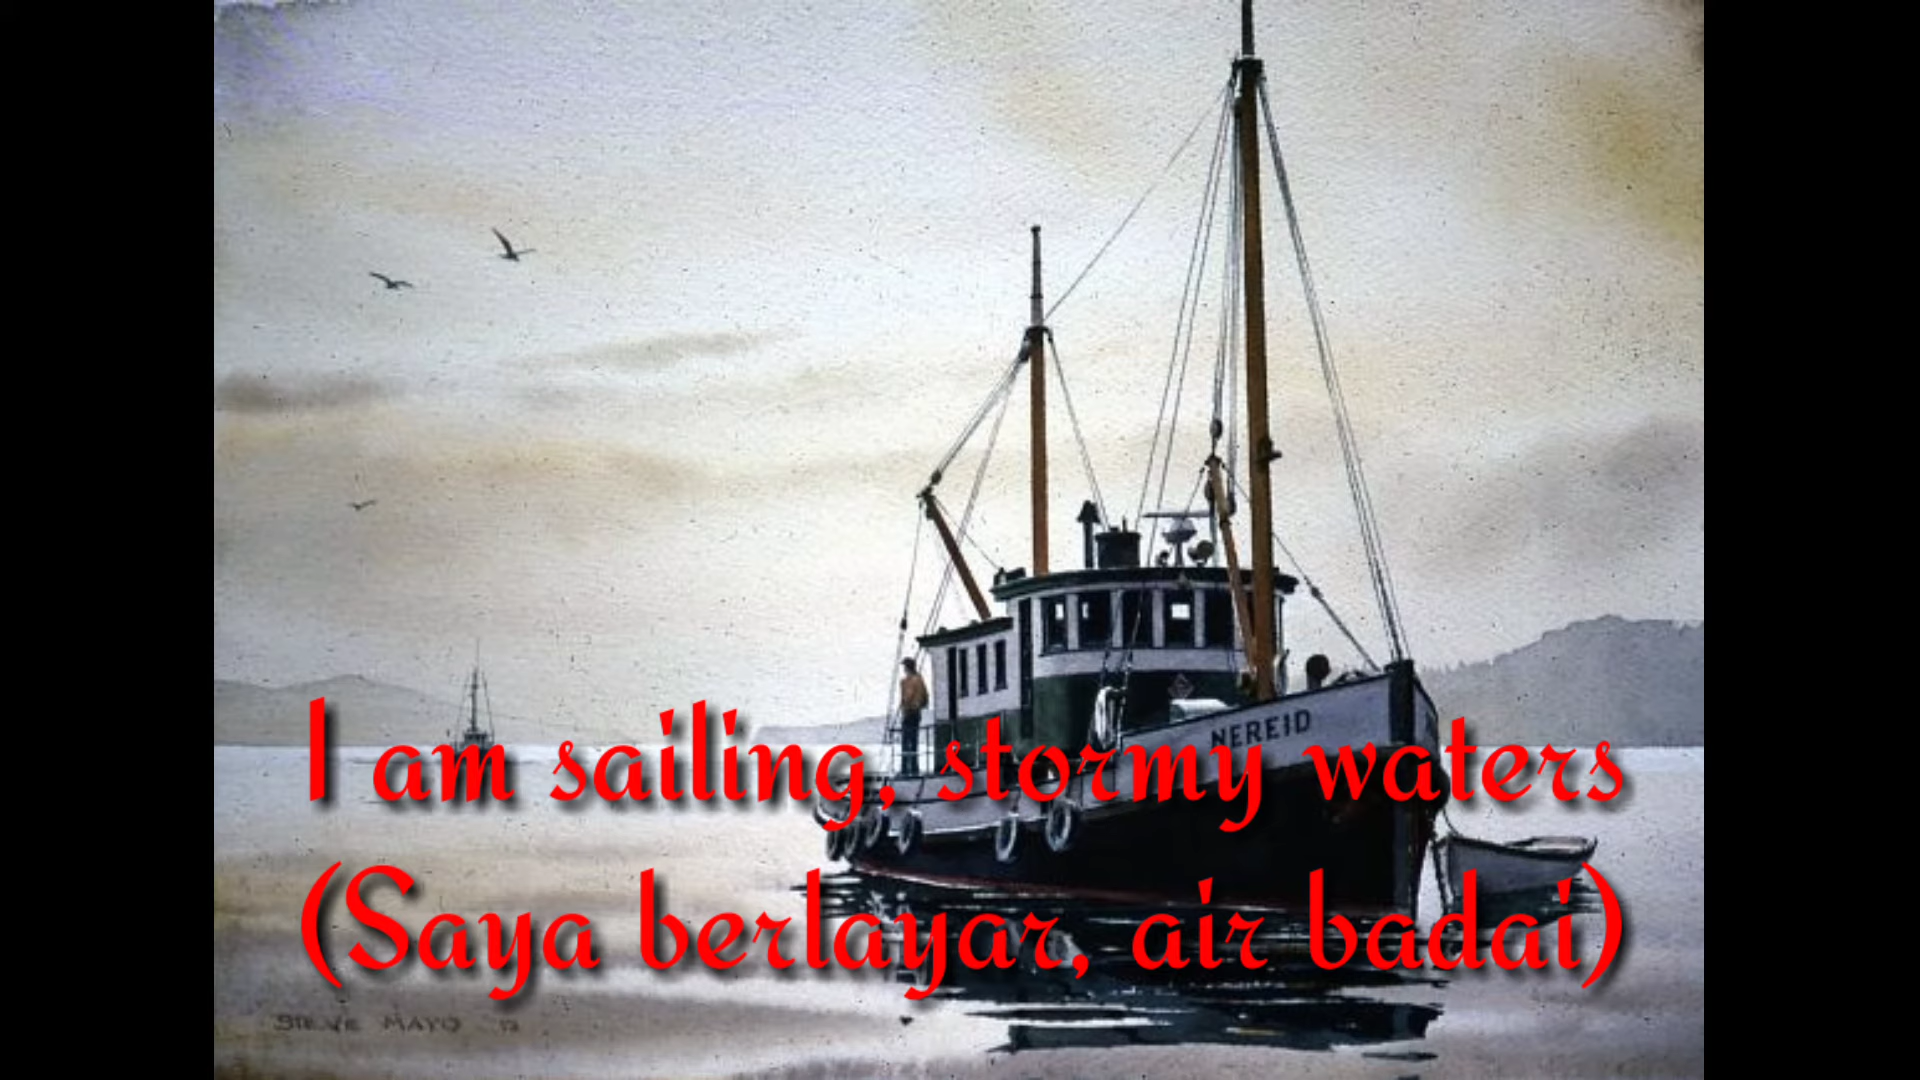 NEREID
I am sailing, stormy waters
(Saya berlayar, air badai)
STEVE MAYO